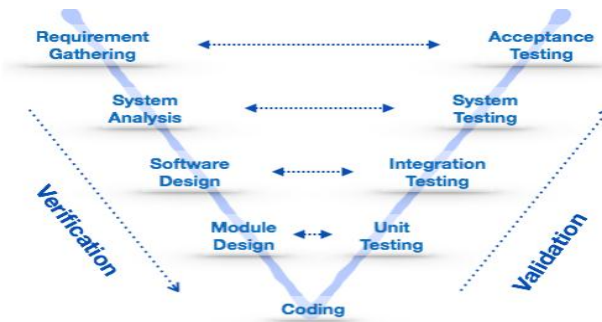 Requirement
Gathering
Acceptance
Testing
System
Analysis
System
Testing
Software
Design
Integration
Testing
Module
Design
Unit
Testing
Verification
Validation
Coding